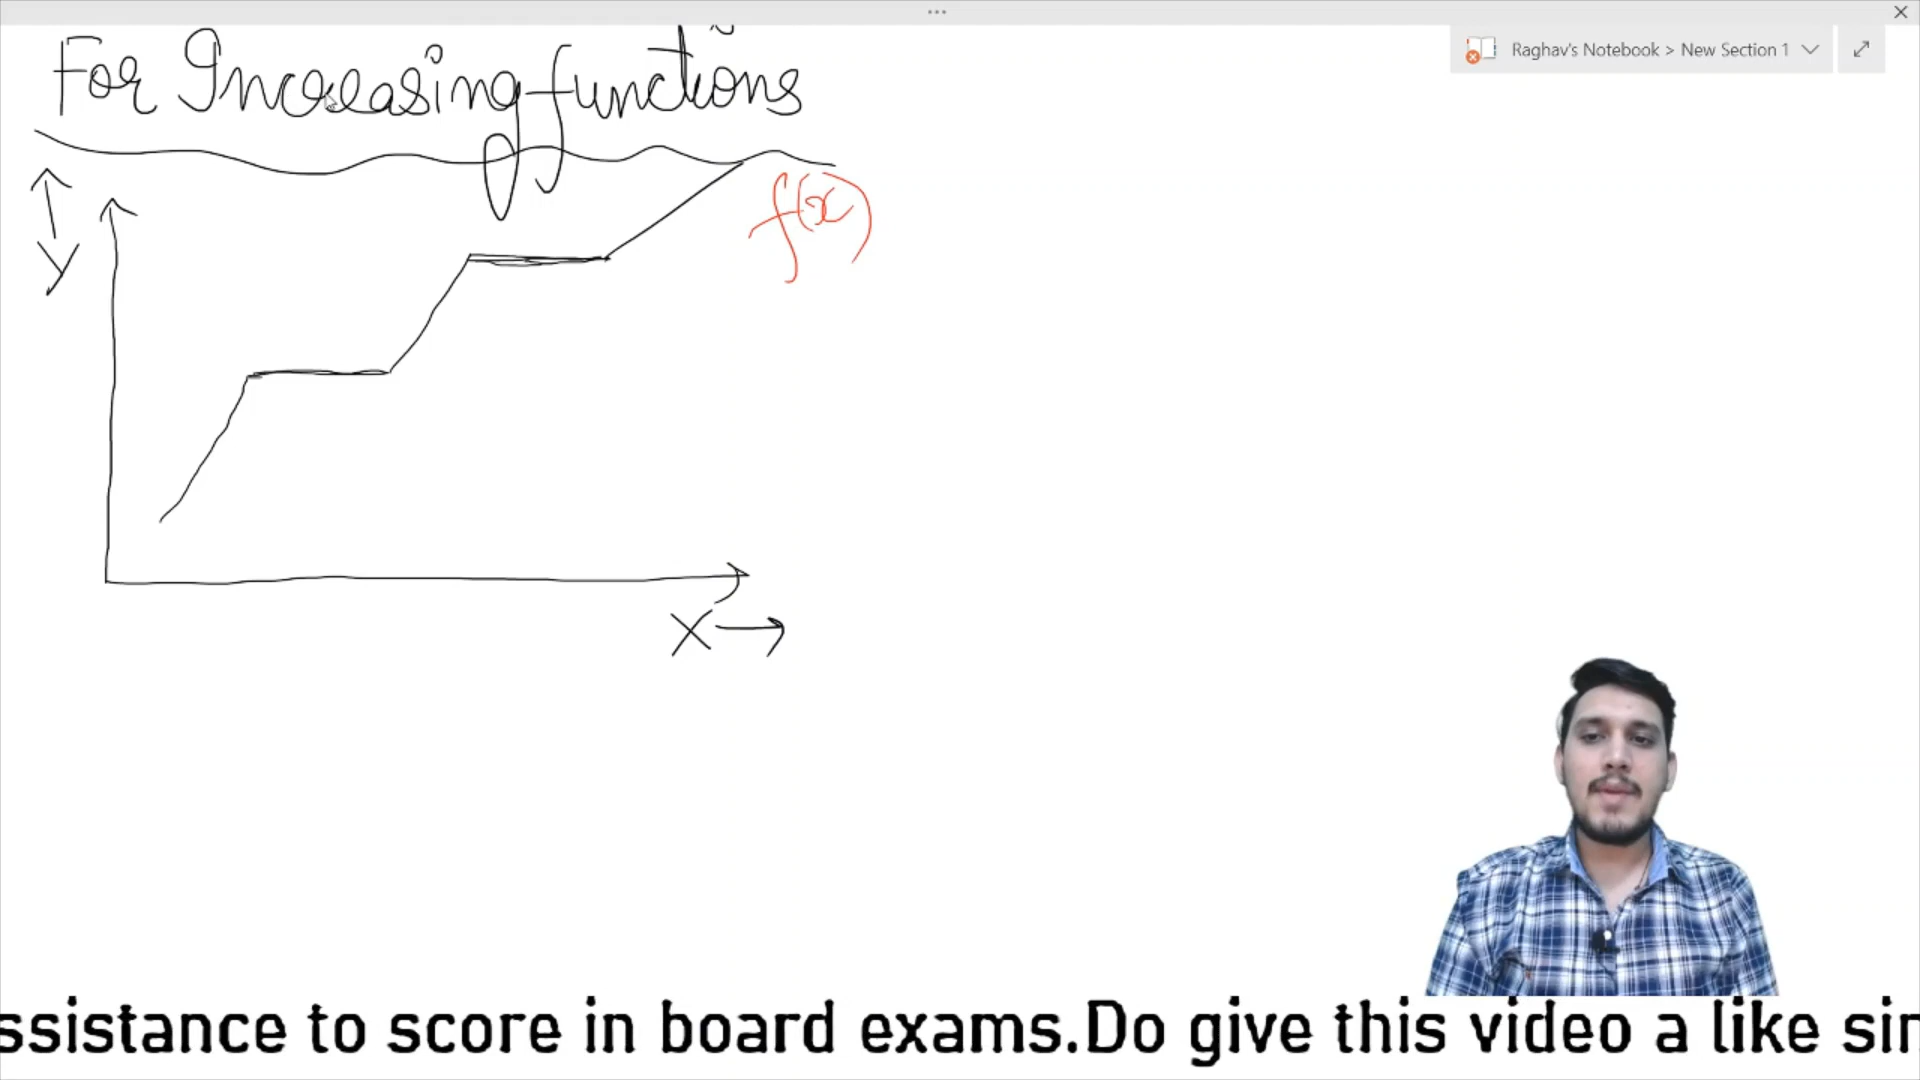 For Increasing functions
Raghav's Notebook > New Section 1
y
f(x)
X
ssistance to score in board exams.Do give this video a like sin